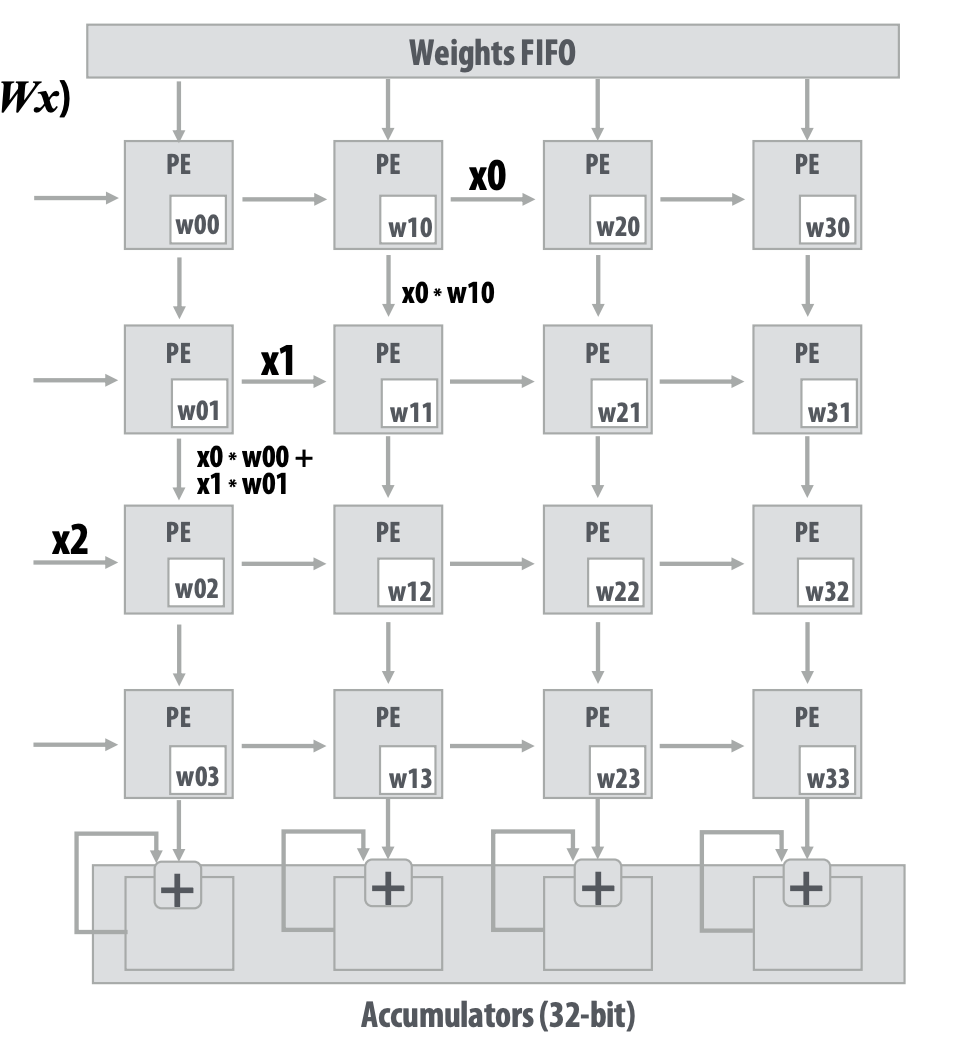 Weights FIFO
Wx)
PE PE x0 PE PE
w00 w10 w20 w30
x0 * w10
PE x1 PE PE PE
w01 w11 w21 w31
x0 * w00 +
x1 * w01
x2 PE PE PE PE
w02 w12 w22 w32
PE PE PE PE
w03 w13 w23 w33
+ + + +
Accumulators (32-bit)